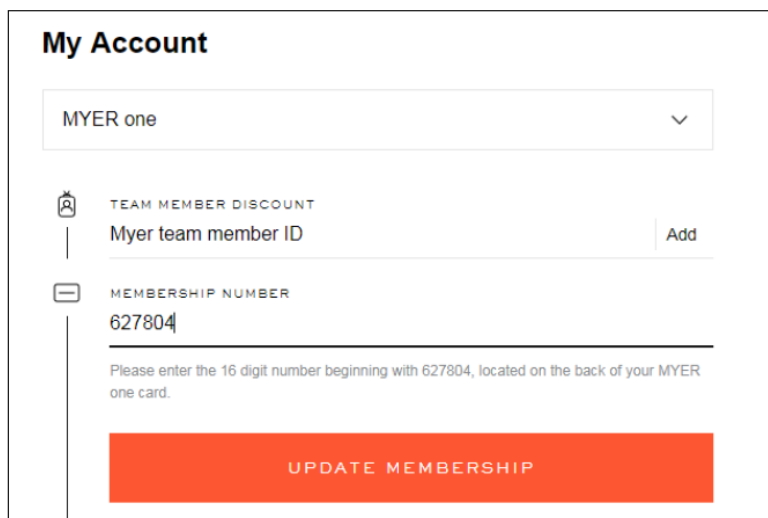 My Account
MYER one
TEAM MEMBER DISCOUNT
Myer team member ID
Add
MEMBERSHIP NUMBER
627804
Please enter the 16 digit number beginning with 627804, located on the back of your MYER
one card.
UPDATE MEMBERSHIP